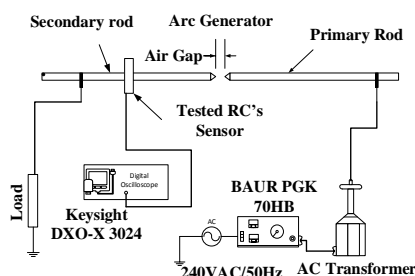 Secondary rod
Arc Generator
Air Gap
Primary Rod
Tested RC's
Sensor
Digital
Oscilloscope
Keysight
DXO-X 3024
Load
AC
BAUR PGK
70HB
240VAC/50Hz
AC Transformer